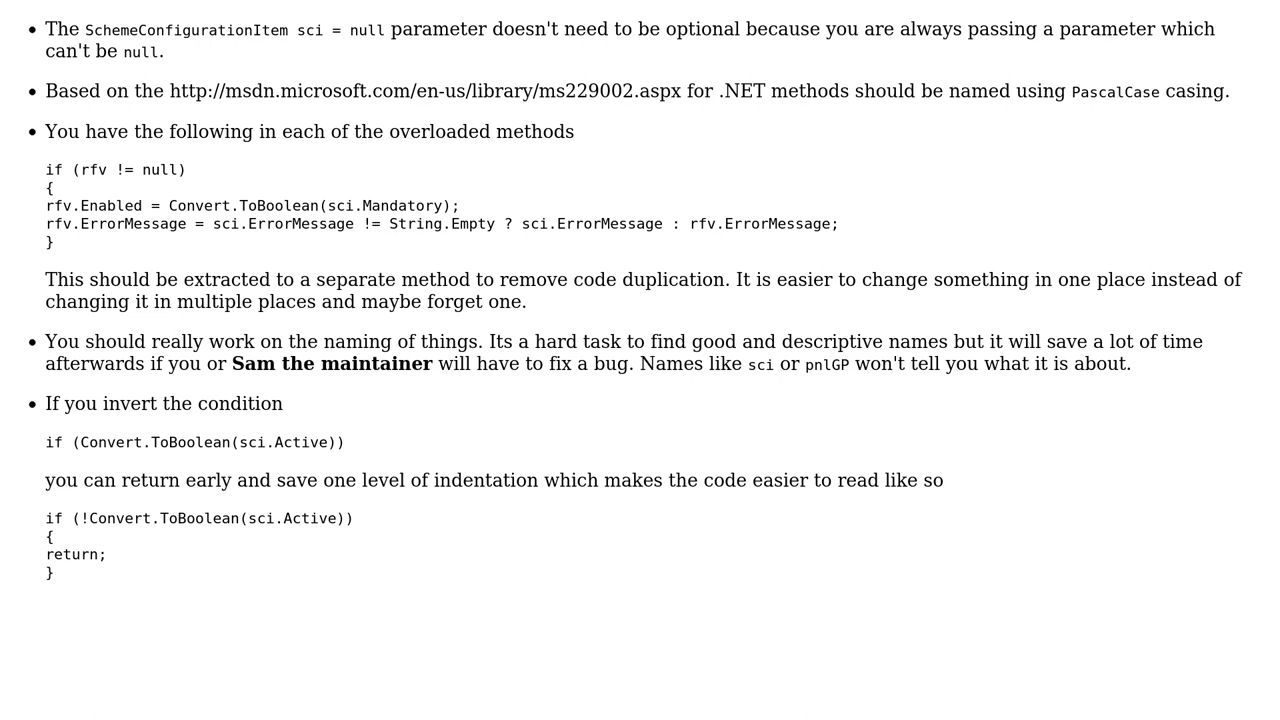 • The SchemeConfigurationItem sci = null parameter doesn't need to be optional because you are always passing a parameter which
can't be null.
• Based on the http://msdn.microsoft.com/en-us/library/ms229002.aspx for .NET methods should be named using PascalCase casing.
• You have the following in each of the overloaded methods
if (rfv != null)
{
rfv.Enabled = Convert.ToBoolean(sci.Mandatory);
rfv.ErrorMessage = sci.ErrorMessage != String.Empty ? sci.ErrorMessage : rfv.ErrorMessage;
}
This should be extracted to a separate method to remove code duplication. It is easier to change something in one place instead of
changing it in multiple places and maybe forget one.
• You should really work on the naming of things. Its a hard task to find good and descriptive names but it will save a lot of time
afterwards if you or Sam the maintainer will have to fix a bug. Names like sci or pnlGP won't tell you what it is about.
• If you invert the condition
if (Convert.ToBoolean(sci.Active))
you can return early and save one level of indentation which makes the code easier to read like so
if (!Convert.ToBoolean(sci.Active))
{
return;
}